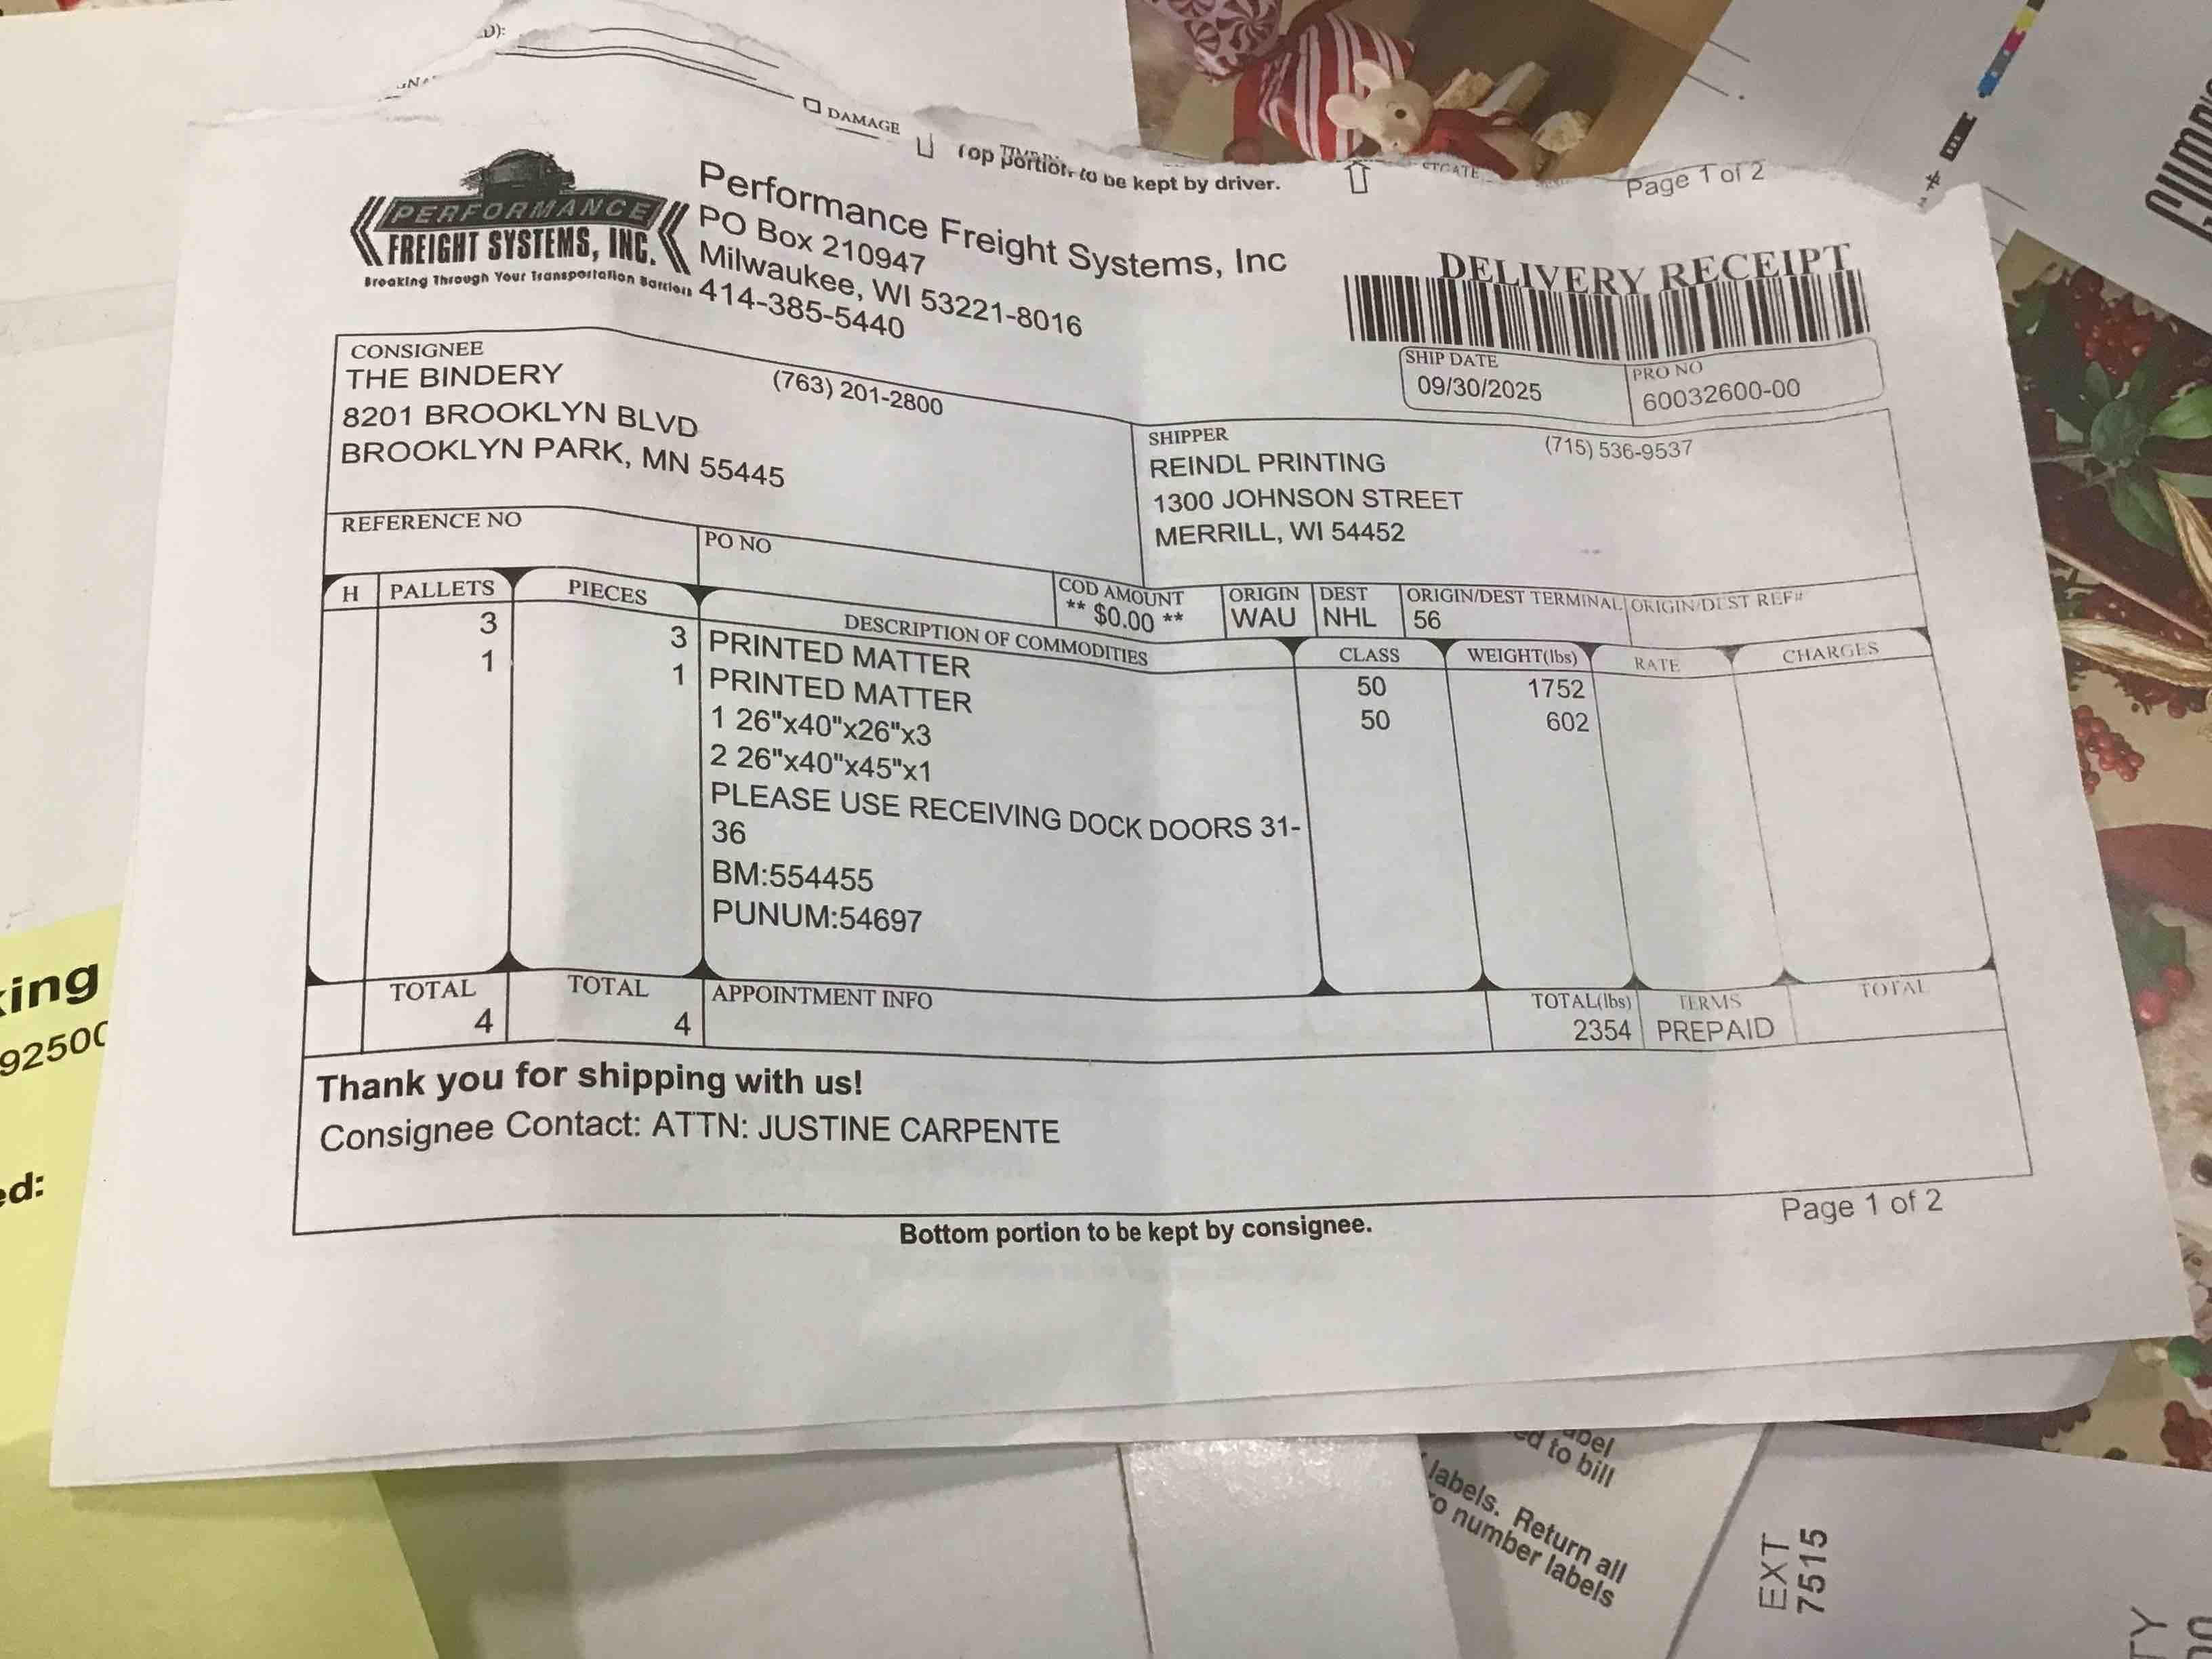 DAMAGE
Top portion to be kept by driver.
Page 1 of 2
PERFORMANCE
FREIGHT SYSTEMS, INC.
Breaking Through Your Transportation Barriers
Performance Freight Systems, Inc
PO Box 210947
Milwaukee, WI 53221-8016
414-385-5440
DELIVERY RECEIPT
SHIP DATE
09/30/2025
PRO NO
60032600-00
CONSIGNEE
THE BINDERY
(763) 201-2800
8201 BROOKLYN BLVD
BROOKLYN PARK, MN 55445
SHIPPER
(715) 536-9537
REINDL PRINTING
1300 JOHNSON STREET
MERRILL, WI 54452
REFERENCE NO
PO NO
COD AMOUNT
** $0.00 **
ORIGIN
WAU
DEST
NHL
ORIGIN/DEST TERMINAL
56
ORIGIN/DEST REF#
H PALLETS PIECES DESCRIPTION OF COMMODITIES CLASS WEIGHT(lbs) RATE CHARGES
3 3 PRINTED MATTER 50 1752
1 1 PRINTED MATTER 50 602
1 26"x40"x26"x3
2 26"x40"x45"x1
PLEASE USE RECEIVING DOCK DOORS 31-
36
BM:554455
PUNUM:54697
TOTAL TOTAL APPOINTMENT INFO TOTAL(lbs) TERMS TOTAL
4 4 2354 PREPAID
Thank you for shipping with us!
Consignee Contact: ATTN: JUSTINE CARPENTE
Bottom portion to be kept by consignee.
Page 1 of 2
ed to bill
labels. Return all
number labels
EXT
7515